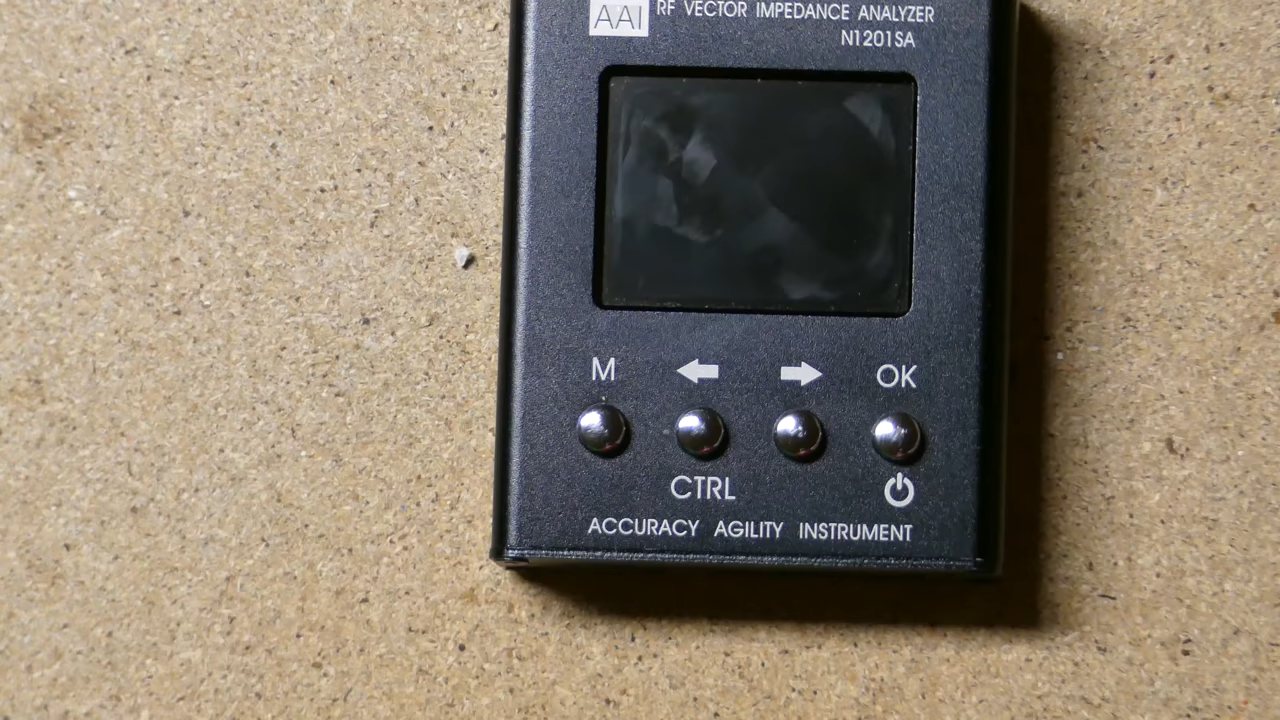 AAI RF VECTOR IMPEDANCE ANALYZER
N1201SA
M OK
CTRL
ACCURACY AGILITY INSTRUMENT